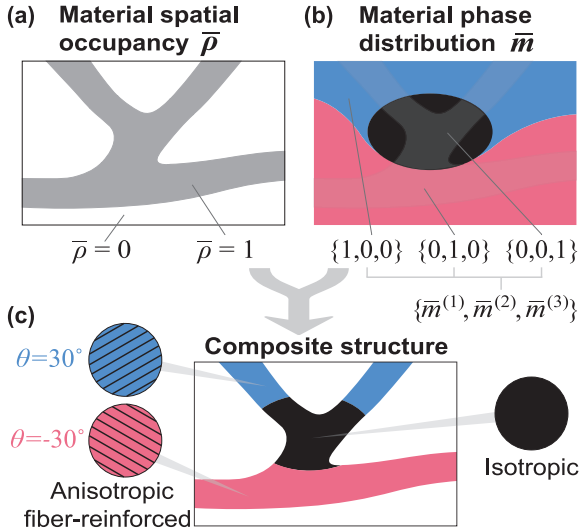 (a) Material spatial
occupancy ρ̅
ρ̅ = 0
ρ̅ = 1
(b) Material phase
distribution m̅
{1,0,0} {0,1,0} {0,0,1}
{m̅⁽¹⁾, m̅⁽²⁾, m̅⁽³⁾}
(c)
Composite structure
θ=30°
θ=-30°
Anisotropic
fiber-reinforced
Isotropic